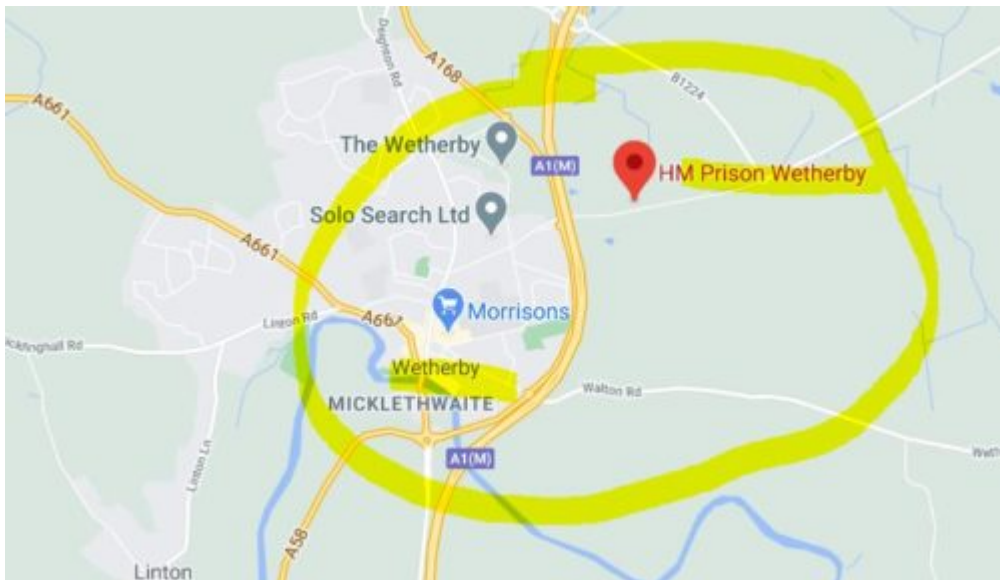 Deighton Rd
A168
A661
B1224
The Wetherby
A1(M)
HM Prison Wetherby
Solo Search Ltd
A661
Morrisons
Linton Rd
A661
Wetherby
Walton Rd
MICKLETHWAITE
A1(M)
Linton Ln
A58
Linton